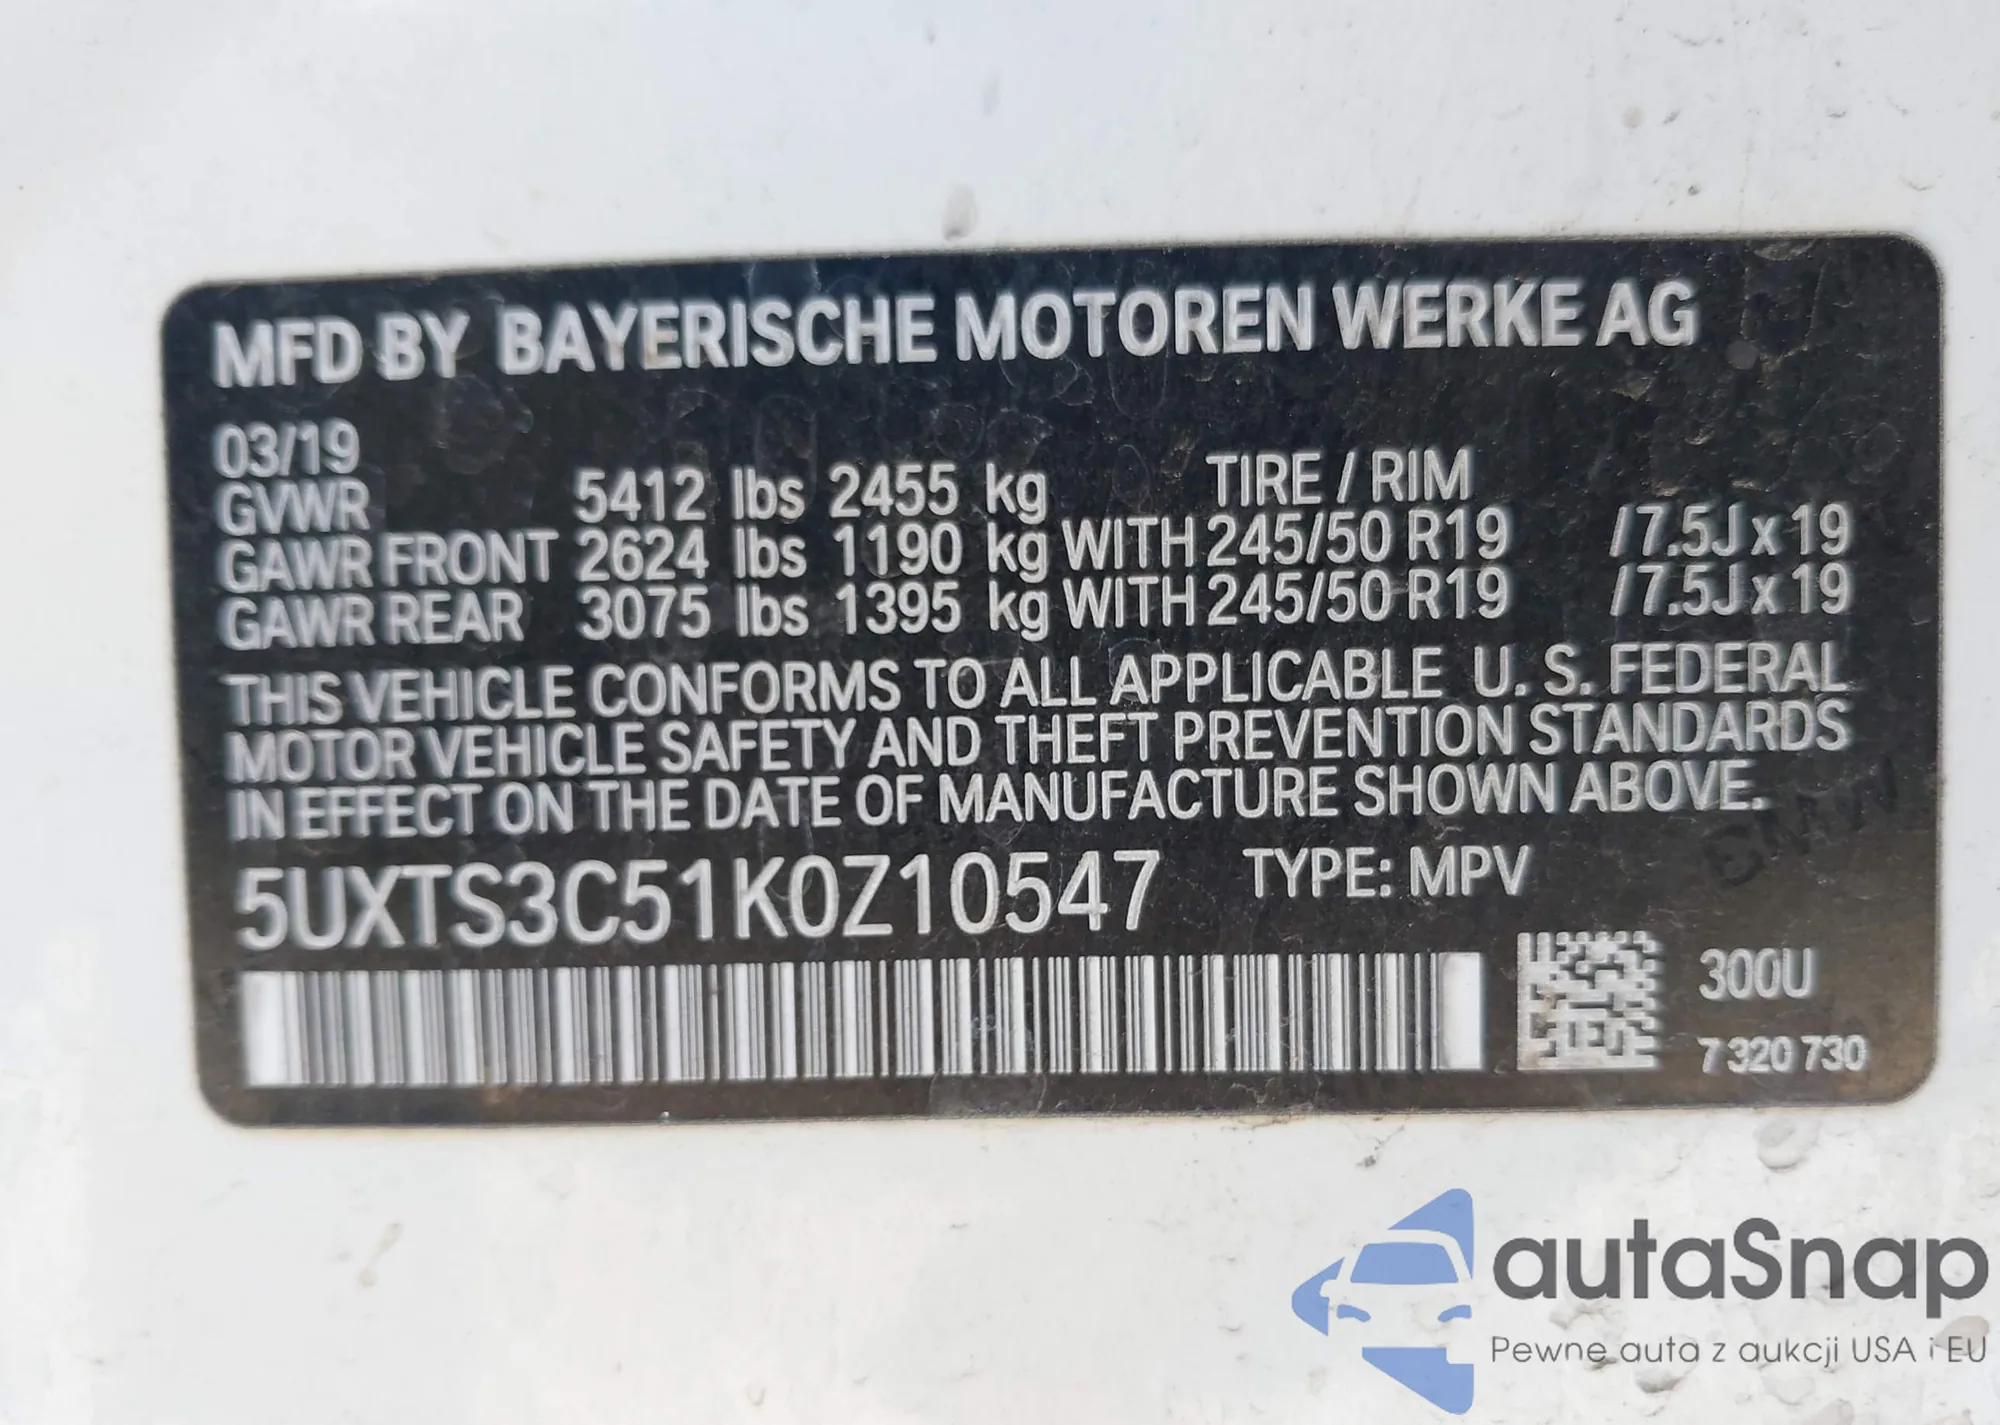 MFD BY BAYERISCHE MOTOREN WERKE AG
03/19
GVWR 5412 lbs 2455 kg TIRE / RIM
GAWR FRONT 2624 lbs 1190 kg WITH 245/50 R19 / 7.5J x 19
GAWR REAR 3075 lbs 1395 kg WITH 245/50 R19 / 7.5J x 19
THIS VEHICLE CONFORMS TO ALL APPLICABLE U. S. FEDERAL
MOTOR VEHICLE SAFETY AND THEFT PREVENTION STANDARDS
IN EFFECT ON THE DATE OF MANUFACTURE SHOWN ABOVE.
5UXTS3C51K0Z10547 TYPE: MPV
300U
7 320 730
autaSnap
Pewne auta z aukcji USA i EU